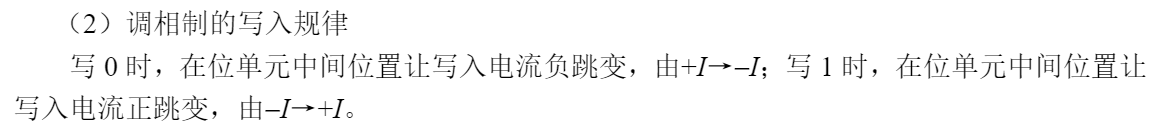 （2）调相制的写入规律
写 0 时，在位单元中间位置让写入电流负跳变，由+I→–I；写 1 时，在位单元中间位置让
写入电流正跳变，由–I→+I。